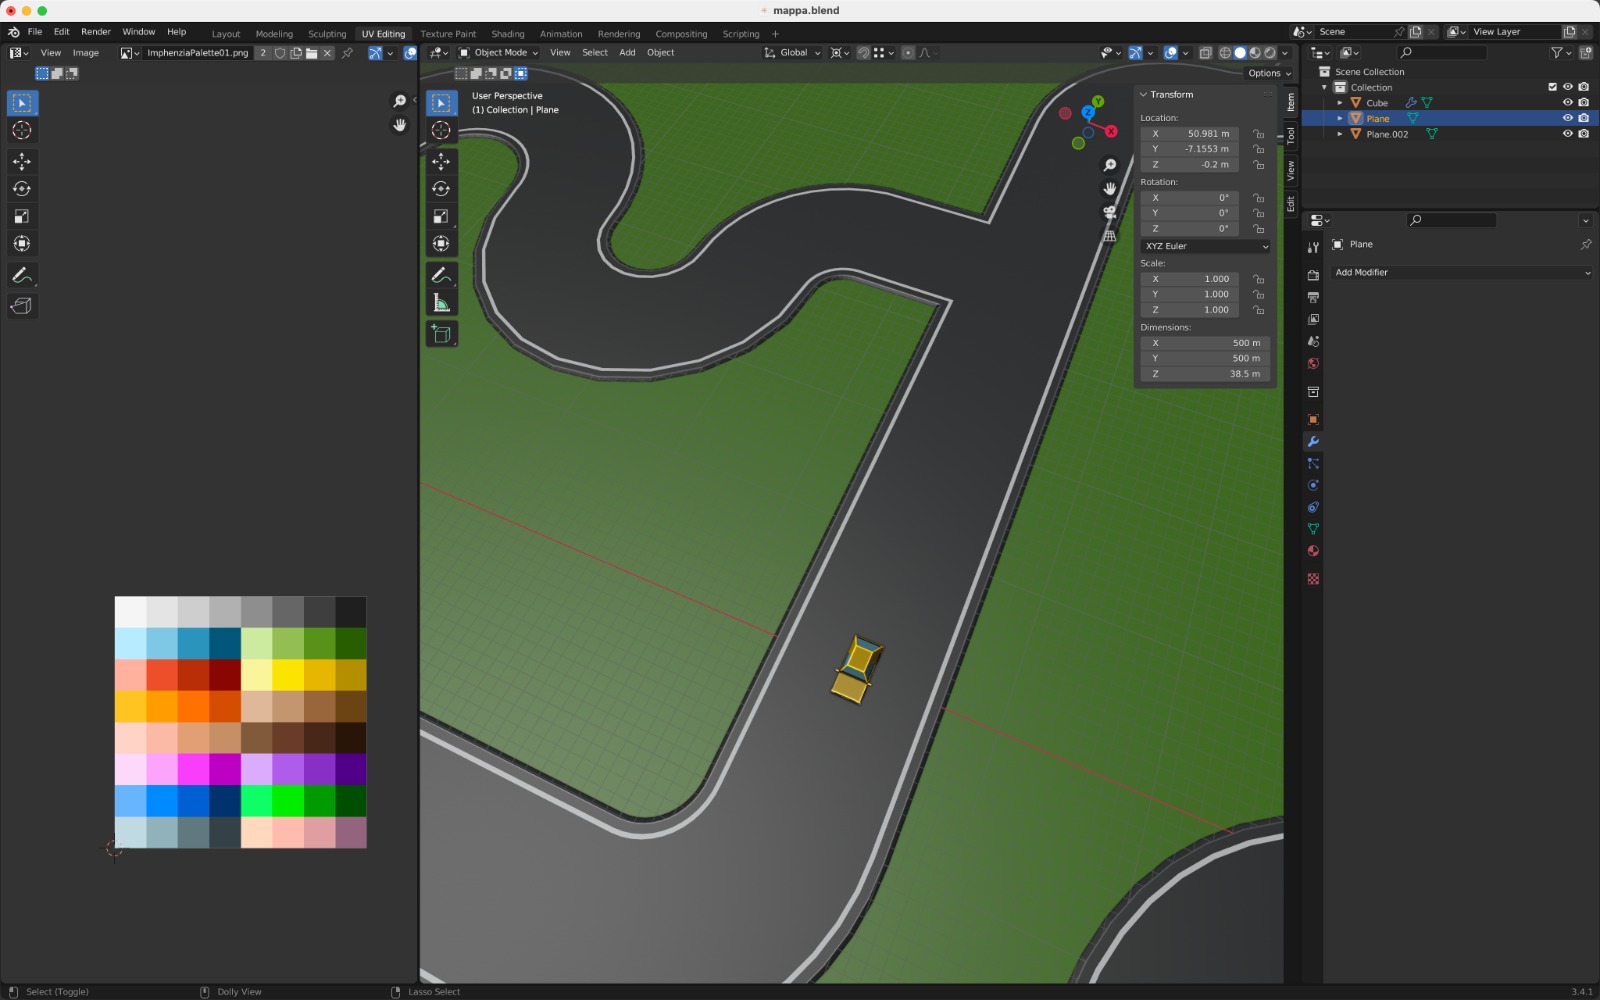 mappa.blend
File Edit Render Window Help
Layout Modeling Sculpting UV Editing Texture Paint Shading Animation Rendering Compositing Scripting +
Scene
View Layer
View Image
ImphenziaPalette01.png 2
Object Mode View Select Add Object
Global
Options
User Perspective
(1) Collection | Plane
Y
Z
X
Transform
Location:
X 50.981 m
Y -7.1553 m
Z -0.2 m
Rotation:
X 0°
Y 0°
Z 0°
XYZ Euler
Scale:
X 1.000
Y 1.000
Z 1.000
Dimensions:
X 500 m
Y 500 m
Z 38.5 m
Item
Tool
View
Edit
Scene Collection
Collection
Cube
Plane
Plane.002
Plane
Add Modifier
Select (Toggle)
Dolly View
Lasso Select
3.4.1